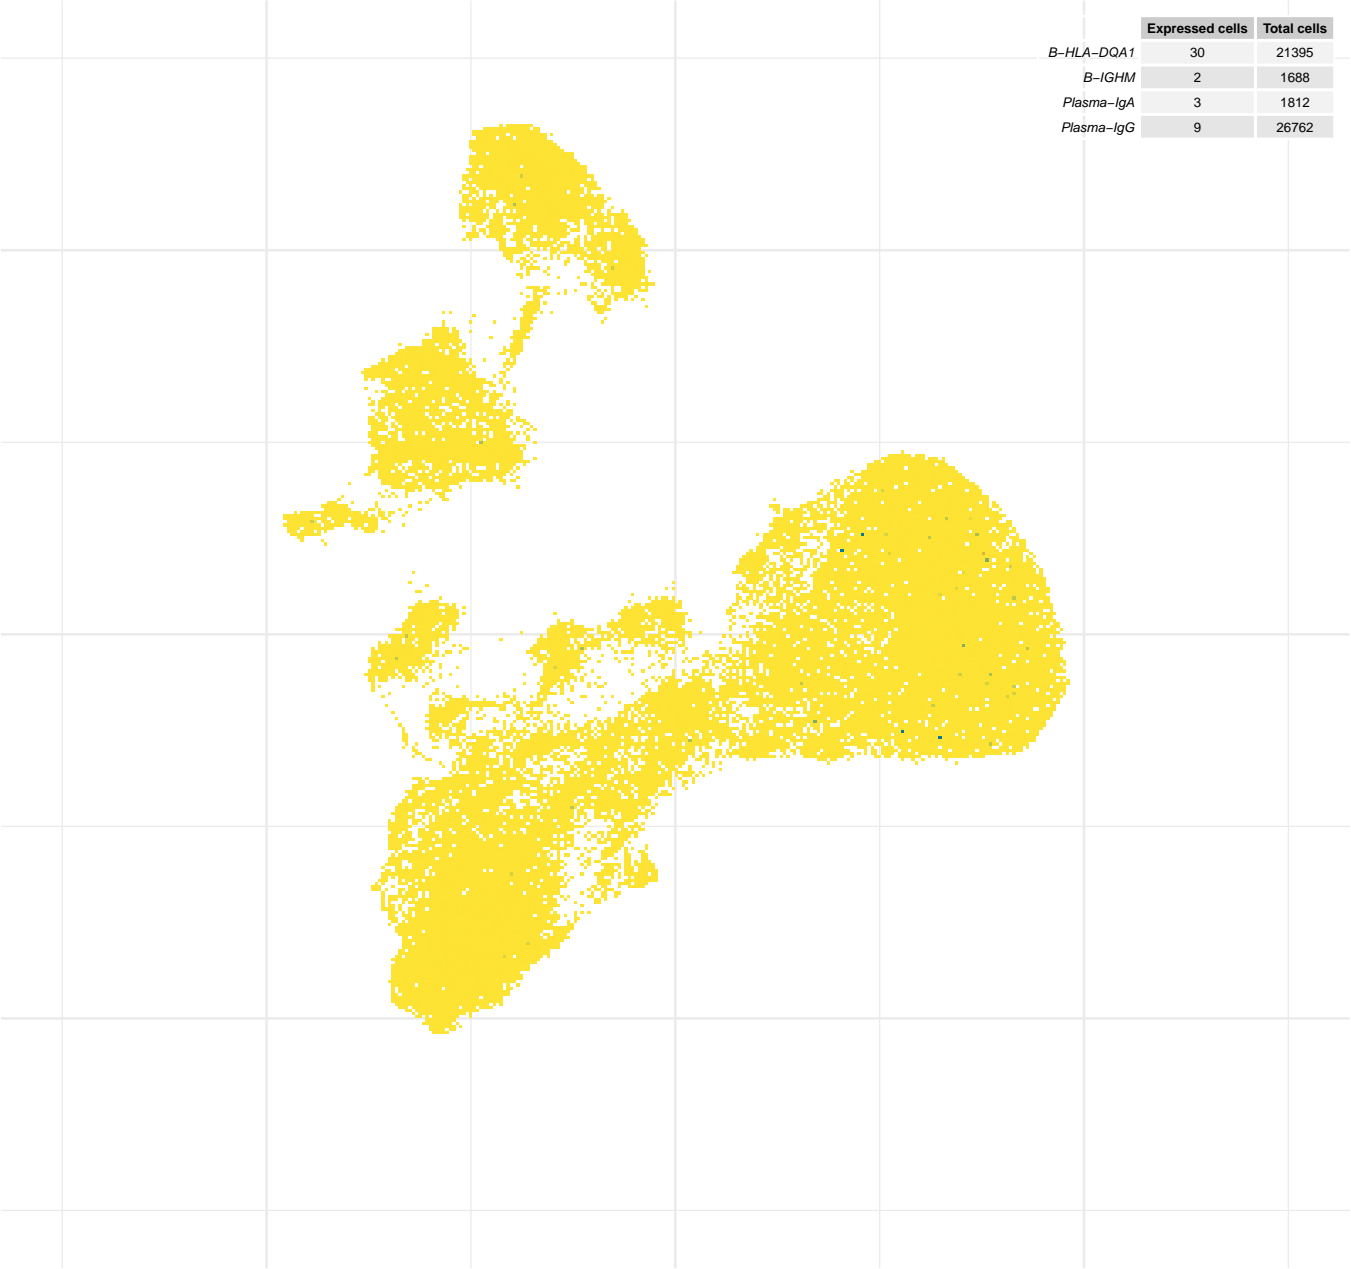 Expressed cells Total cells
B−HLA−DQA1 30 21395
B−IGHM 2 1688
Plasma−IgA 3 1812
Plasma−IgG 9 26762